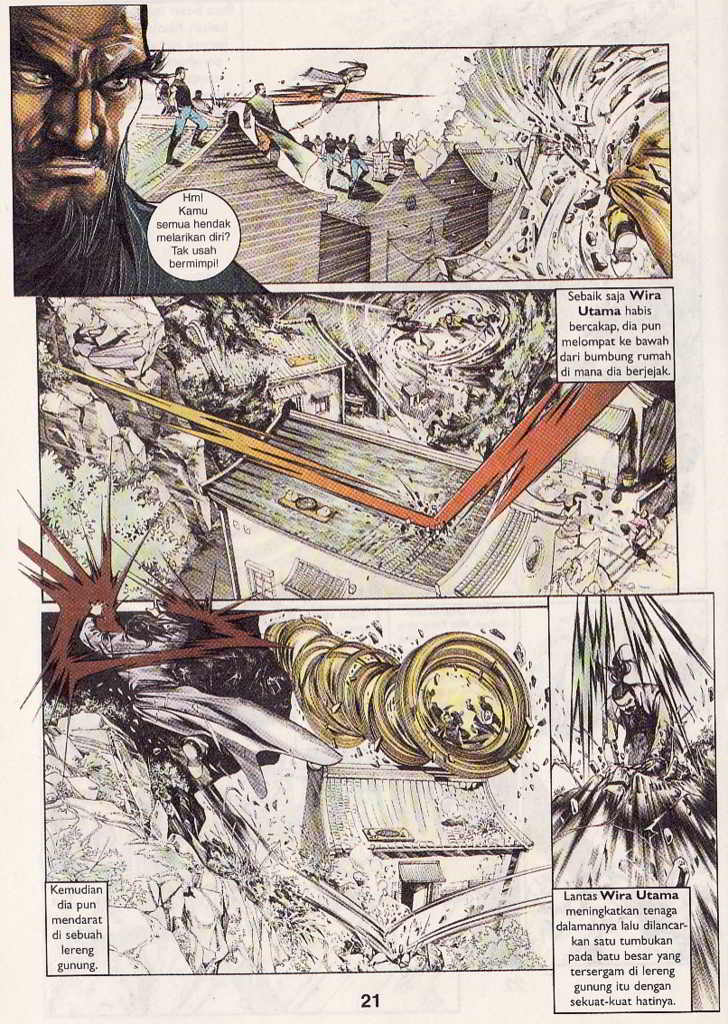 Hm!
Kamu
semua hendak
melarikan diri?
Tak usah
bermimpi!
Sebaik saja Wira
Utama habis
bercakap, dia pun
melompat ke bawah
dari bumbung rumah
di mana dia berjejak.
Kemudian
dia pun
mendarat
di sebuah
lereng
gunung.
Lantas Wira Utama
meningkatkan tenaga
dalamannya lalu dilancar-
kan satu tumbukan
pada batu besar yang
tersergam di lereng
gunung itu dengan
sekuat-kuat hatinya.
21